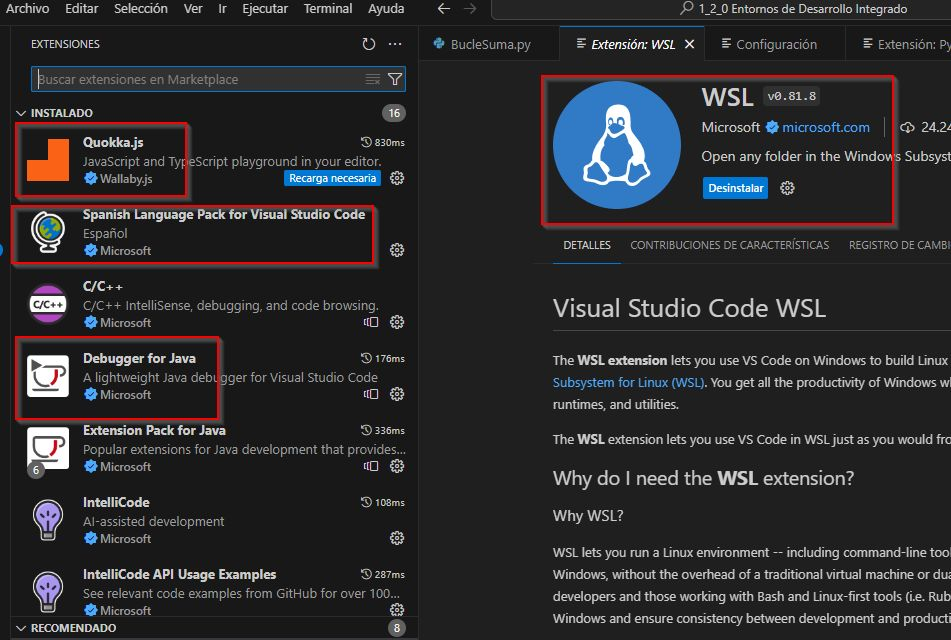 Archivo Editar Selección Ver Ir Ejecutar Terminal Ayuda
1_2_0 Entornos de Desarrollo Integrado
EXTENSIONES
Buscar extensiones en Marketplace
INSTALADO 16
Quokka.js 830ms
JavaScript and TypeScript playground in your editor.
Wallaby.js Recarga necesaria
Spanish Language Pack for Visual Studio Code
Español
Microsoft
C/C++
C/C++
C/C++ IntelliSense, debugging, and code browsing.
Microsoft
Debugger for Java 176ms
A lightweight Java debugger for Visual Studio Code
Microsoft
Extension Pack for Java 336ms
Popular extensions for Java development that provides...
6 Microsoft
IntelliCode 108ms
AI-assisted development
Microsoft
IntelliCode API Usage Examples 287ms
See relevant code examples from GitHub for over 100...
Microsoft
RECOMENDADO 8
BucleSuma.py
Extensión: WSL
Configuración
Extensión: Py
WSL v0.81.8
Microsoft microsoft.com 24.24
Open any folder in the Windows Subsyst
Desinstalar
DETALLES CONTRIBUCIONES DE CARACTERÍSTICAS REGISTRO DE CAMBI
Visual Studio Code WSL
The WSL extension lets you use VS Code on Windows to build Linux
Subsystem for Linux (WSL). You get all the productivity of Windows wh
runtimes, and utilities.
The WSL extension lets you use VS Code in WSL just as you would fro
Why do I need the WSL extension?
Why WSL?
WSL lets you run a Linux environment -- including command-line tool
Windows, without the overhead of a traditional virtual machine or dua
developers and those working with Bash and Linux-first tools (i.e. Rub
Windows and ensure consistency between development and producti